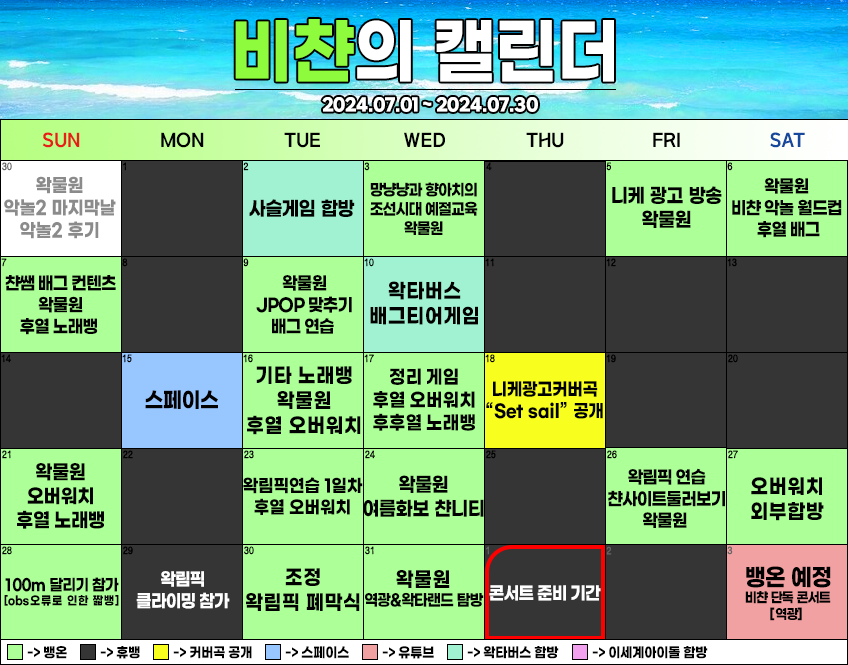 비챤의 캘린더
2024.07.01 ~ 2024.07.30
SUN MON TUE WED THU FRI SAT
30
왁물원
악놀2 마지막날
악놀2 후기
1
2
사슬게임 합방
3
망냥냥과 향아치의
조선시대 예절교육
왁물원
4
5
니케 광고 방송
왁물원
6
왁물원
비챤 악놀 월드컵
후열 배그
7
챤쌤 배그 컨텐츠
왁물원
후열 노래뱅
8
9
왁물원
JPOP 맞추기
배그 연습
10
왁타버스
배그티어게임
11
12
13
14
15
스페이스
16
기타 노래뱅
왁물원
후열 오버워치
17
정리 게임
후열 오버워치
후후열 노래뱅
18
니케광고커버곡
“Set sail” 공개
19
20
21
왁물원
오버워치
후열 노래뱅
22
23
왁림픽연습 1일차
후열 오버워치
24
왁물원
여름화보 챤니티
25
26
왁림픽 연습
챤사이트둘러보기
왁물원
27
오버워치
외부합방
28
100m 달리기 참가
[obs오류로 인한 짧뱅]
29
왁림픽
클라이밍 참가
30
조정
왁림픽 폐막식
31
왁물원
역광&왁타랜드 탐방
1
콘서트 준비 기간
2
3
뱅온 예정
비챤 단독 콘서트
[역광]
-> 뱅온 -> 휴뱅 -> 커버곡 공개 -> 스페이스 -> 유튜브 -> 왁타버스 합방 -> 이세계아이돌 합방